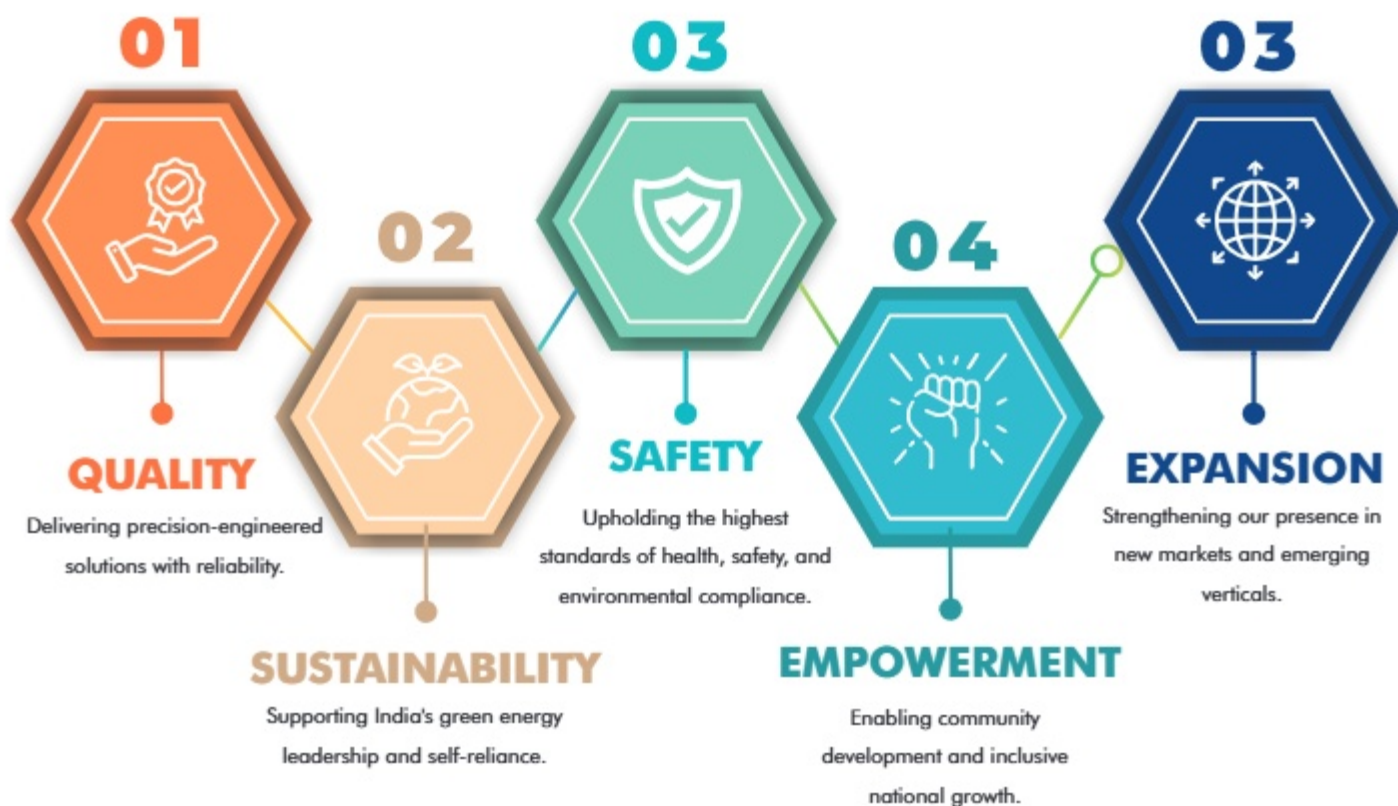 01
QUALITY
Delivering precision-engineered
solutions with reliability.
02
SUSTAINABILITY
Supporting India's green energy
leadership and self-reliance.
03
SAFETY
Upholding the highest
standards of health, safety, and
environmental compliance.
04
EMPOWERMENT
Enabling community
development and inclusive
national growth.
03
EXPANSION
Strengthening our presence in
new markets and emerging
verticals.